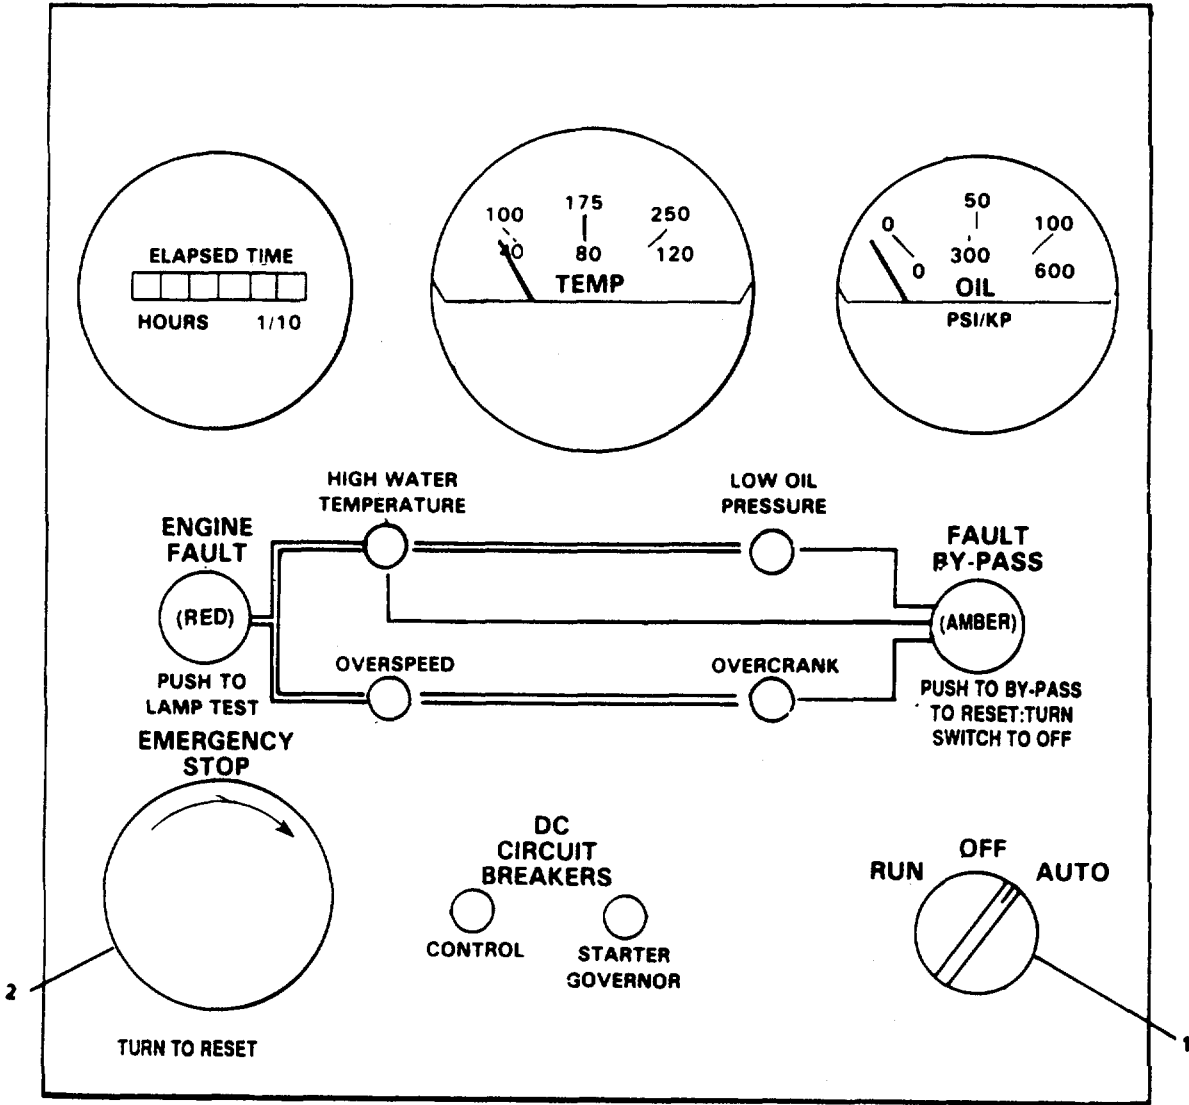 ELAPSED TIME
HOURS 1/10
100 175 250
40 80 120
TEMP
0 50 100
0 300 600
OIL
PSI/KP
HIGH WATER
TEMPERATURE
LOW OIL
PRESSURE
ENGINE
FAULT
(RED)
PUSH TO
LAMP TEST
FAULT
BY-PASS
(AMBER)
PUSH TO BY-PASS
TO RESET:TURN
SWITCH TO OFF
OVERSPEED
OVERCRANK
EMERGENCY
STOP
TURN TO RESET
2
DC
CIRCUIT
BREAKERS
CONTROL
STARTER
GOVERNOR
RUN OFF AUTO
1